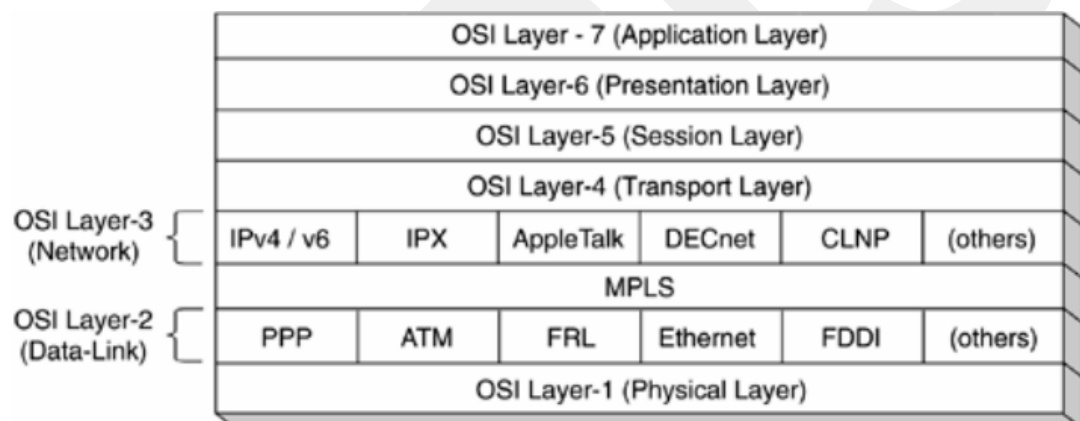 OSI Layer - 7 (Application Layer)
OSI Layer-6 (Presentation Layer)
OSI Layer-5 (Session Layer)
OSI Layer-4 (Transport Layer)
OSI Layer-3
(Network)
IPv4 / v6 IPX AppleTalk DECnet CLNP (others)
MPLS
OSI Layer-2
(Data-Link)
PPP ATM FRL Ethernet FDDI (others)
OSI Layer-1 (Physical Layer)